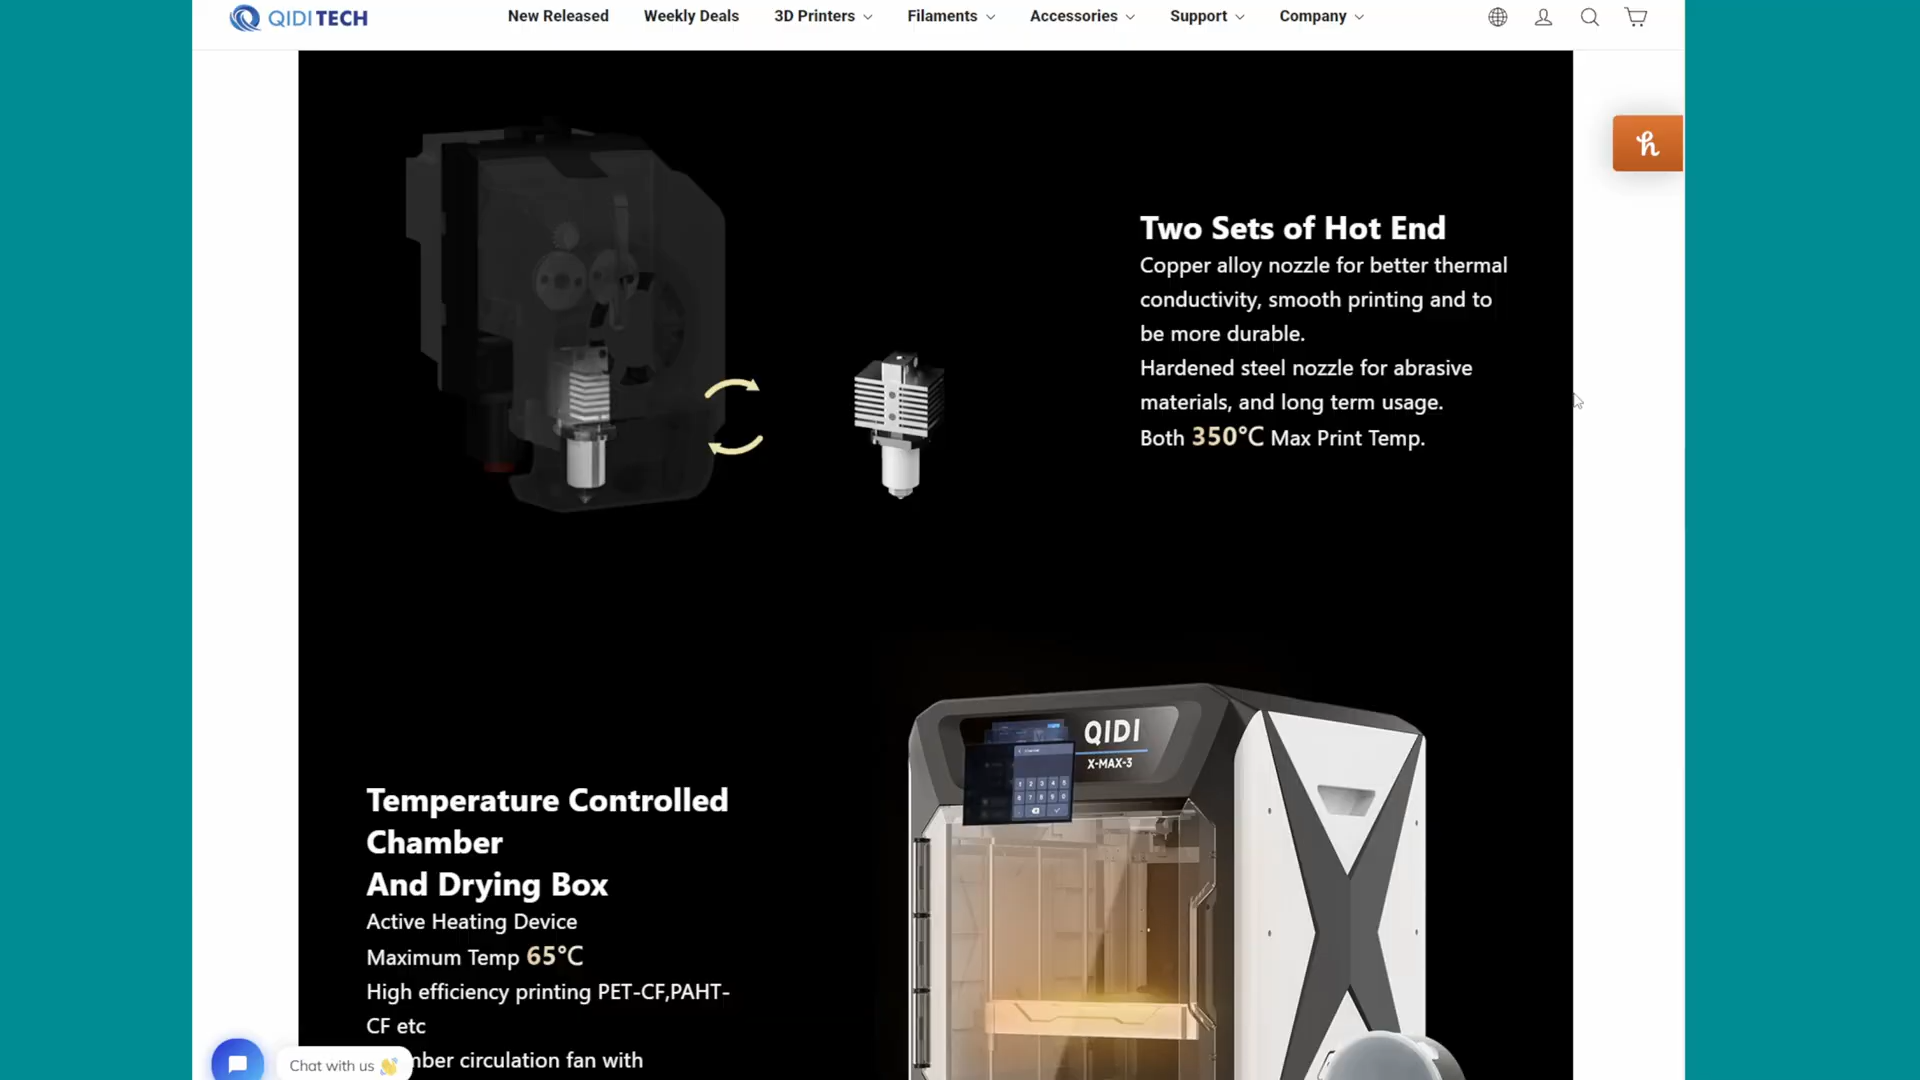 QIDI TECH
New Released
Weekly Deals
3D Printers
Filaments
Accessories
Support
Company
Two Sets of Hot End
Copper alloy nozzle for better thermal
conductivity, smooth printing and to
be more durable.
Hardened steel nozzle for abrasive
materials, and long term usage.
Both 350°C Max Print Temp.
QIDI
X-MAX-3
Temperature Controlled
Chamber
And Drying Box
Active Heating Device
Maximum Temp 65°C
High efficiency printing PET-CF,PAHT-
CF etc
circulation fan with
Chat with us 👋